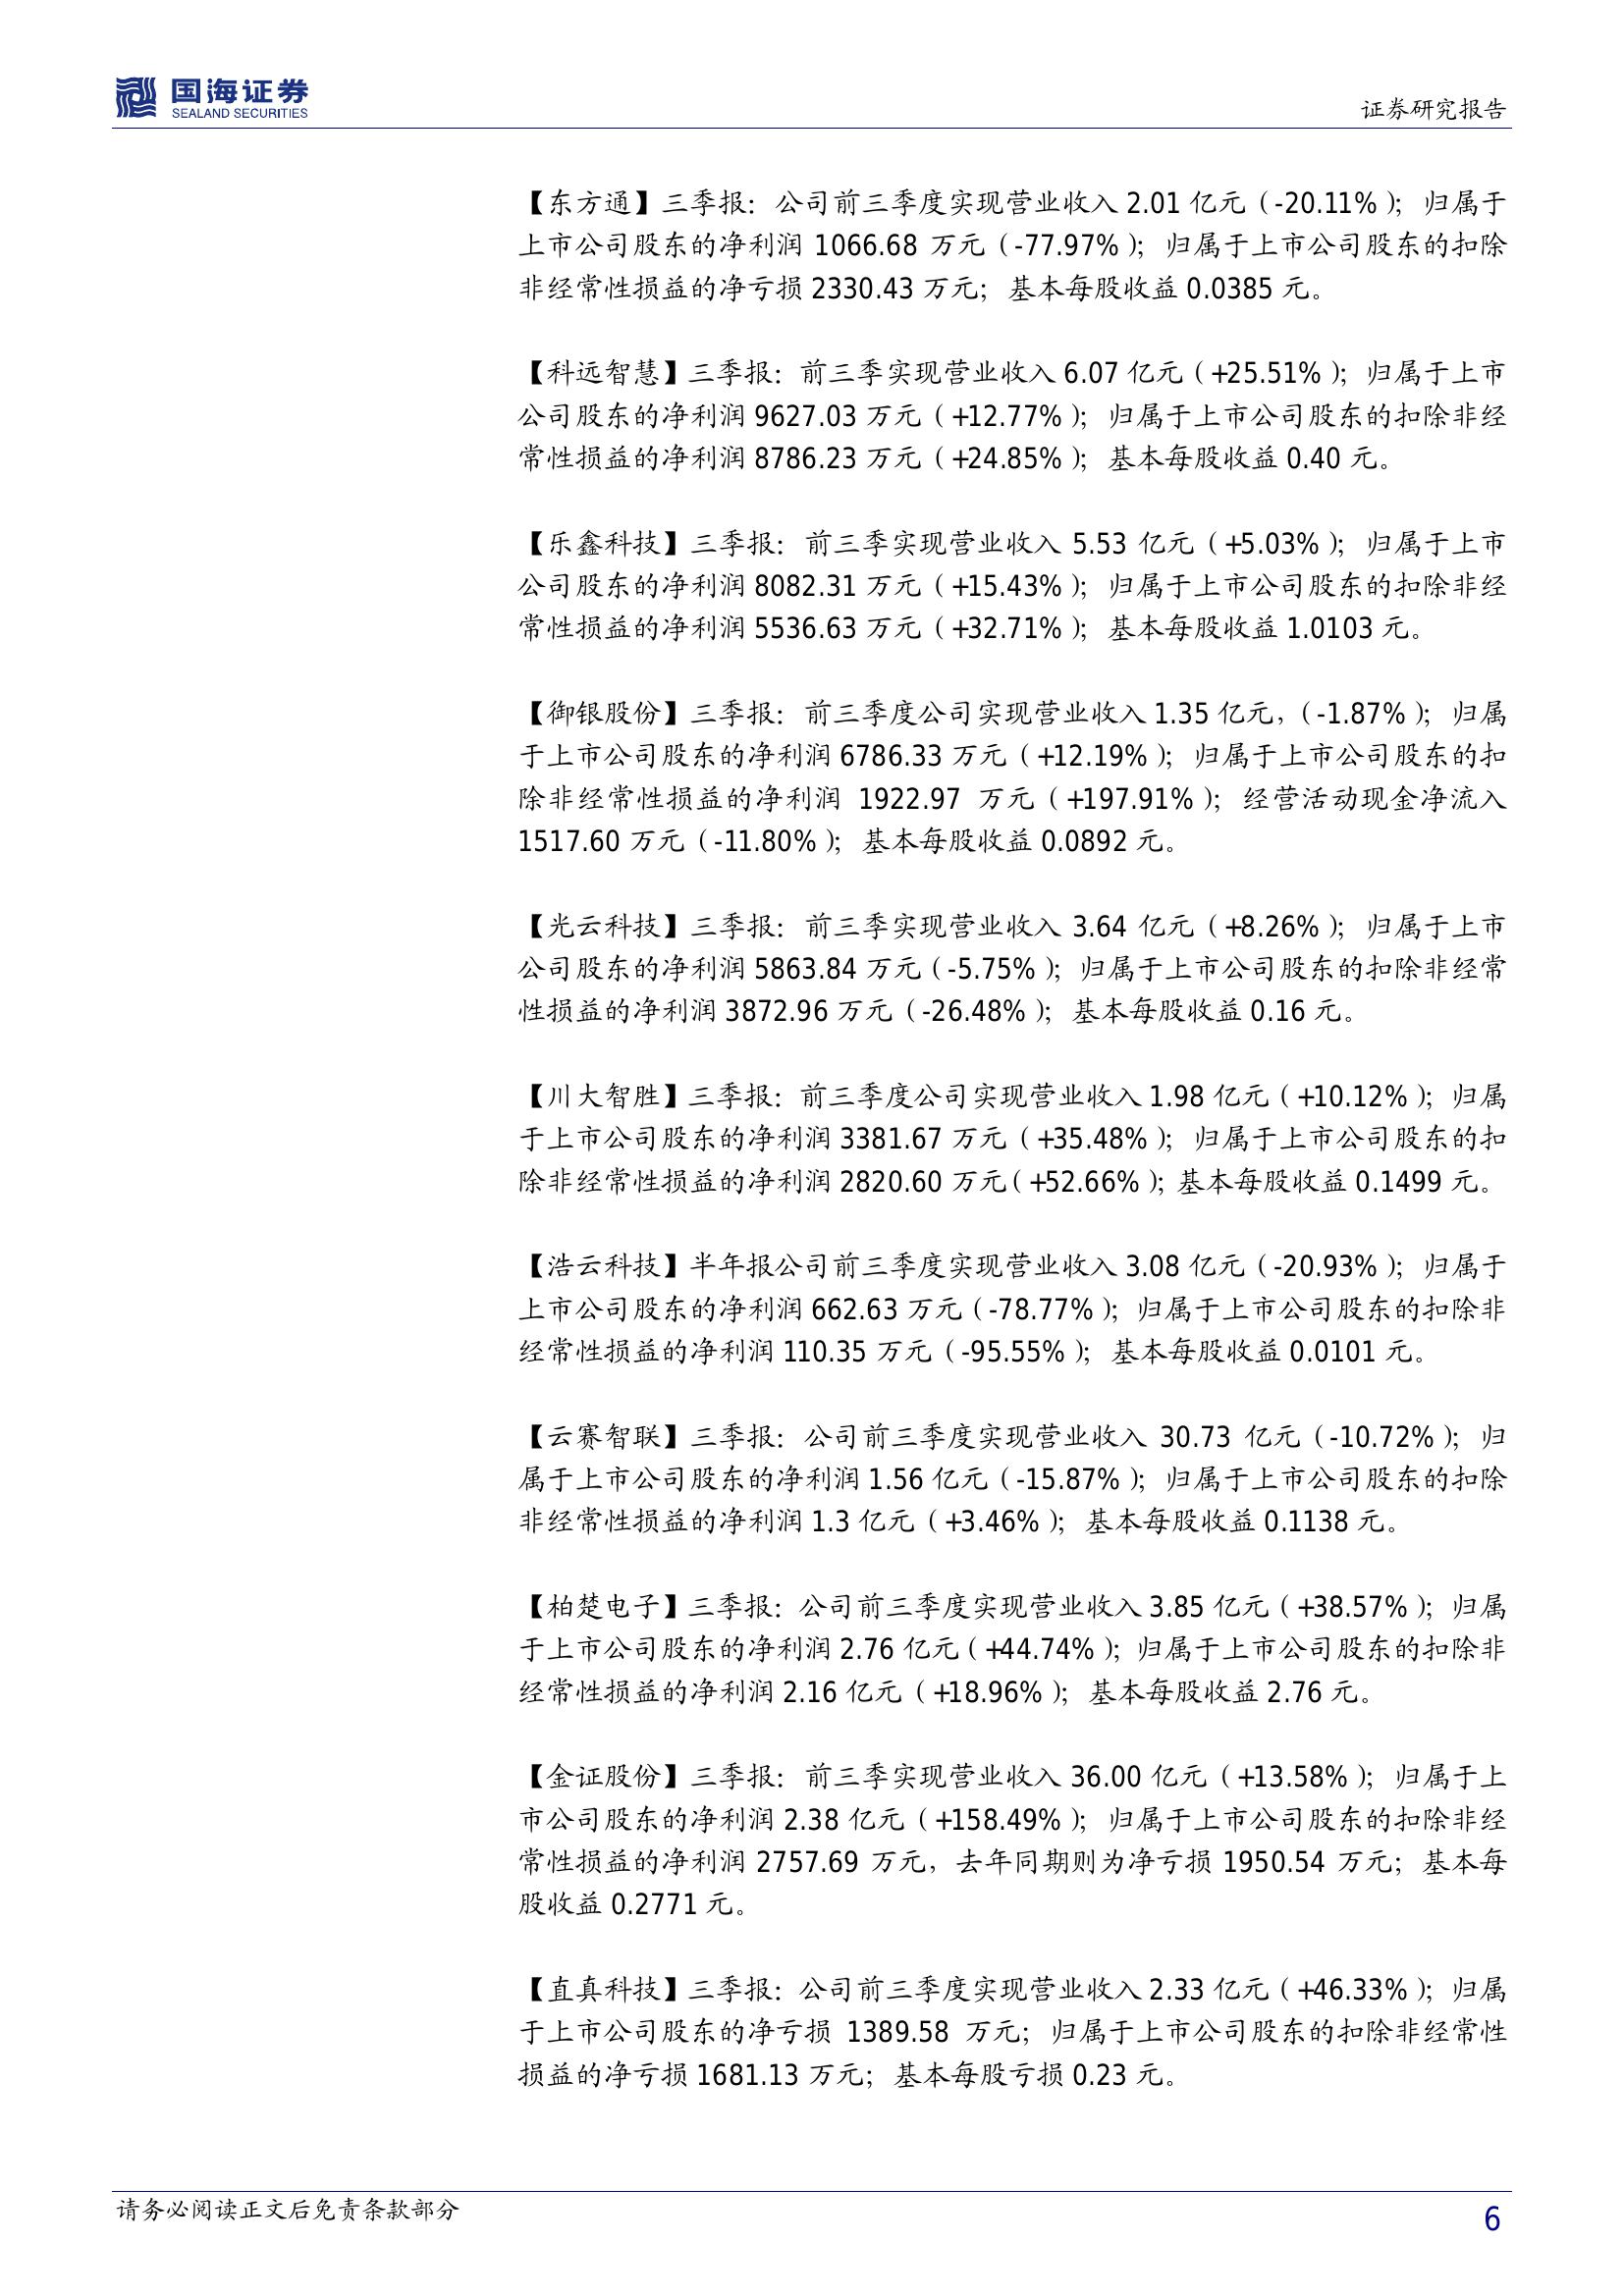 国海证券
SEALAND SECURITIES
证券研究报告
【东方通】三季报：公司前三季度实现营业收入 2.01 亿元（-20.11%）；归属于
上市公司股东的净利润 1066.68 万元（-77.97%）；归属于上市公司股东的扣除
非经常性损益的净亏损 2330.43 万元；基本每股收益 0.0385 元。
【科远智慧】三季报：前三季实现营业收入 6.07 亿元（+25.51%）；归属于上市
公司股东的净利润 9627.03 万元（+12.77%）；归属于上市公司股东的扣除非经
常性损益的净利润 8786.23 万元（+24.85%）；基本每股收益 0.40 元。
【乐鑫科技】三季报：前三季实现营业收入 5.53 亿元（+5.03%）；归属于上市
公司股东的净利润 8082.31 万元（+15.43%）；归属于上市公司股东的扣除非经
常性损益的净利润 5536.63 万元（+32.71%）；基本每股收益 1.0103 元。
【御银股份】三季报：前三季度公司实现营业收入 1.35 亿元，（-1.87%）；归属
于上市公司股东的净利润 6786.33 万元（+12.19%）；归属于上市公司股东的扣
除非经常性损益的净利润 1922.97 万元（+197.91%）；经营活动现金净流入
1517.60 万元（-11.80%）；基本每股收益 0.0892 元。
【光云科技】三季报：前三季实现营业收入 3.64 亿元（+8.26%）；归属于上市
公司股东的净利润 5863.84 万元（-5.75%）；归属于上市公司股东的扣除非经常
性损益的净利润 3872.96 万元（-26.48%）；基本每股收益 0.16 元。
【川大智胜】三季报：前三季度公司实现营业收入 1.98 亿元（+10.12%）；归属
于上市公司股东的净利润 3381.67 万元（+35.48%）；归属于上市公司股东的扣
除非经常性损益的净利润 2820.60 万元（+52.66%）；基本每股收益 0.1499 元。
【浩云科技】半年报公司前三季度实现营业收入 3.08 亿元（-20.93%）；归属于
上市公司股东的净利润 662.63 万元（-78.77%）；归属于上市公司股东的扣除非
经常性损益的净利润 110.35 万元（-95.55%）；基本每股收益 0.0101 元。
【云赛智联】三季报：公司前三季度实现营业收入 30.73 亿元（-10.72%）；归
属于上市公司股东的净利润 1.56 亿元（-15.87%）；归属于上市公司股东的扣除
非经常性损益的净利润 1.3 亿元（+3.46%）；基本每股收益 0.1138 元。
【柏楚电子】三季报：公司前三季度实现营业收入 3.85 亿元（+38.57%）；归属
于上市公司股东的净利润 2.76 亿元（+44.74%）；归属于上市公司股东的扣除非
经常性损益的净利润 2.16 亿元（+18.96%）；基本每股收益 2.76 元。
【金证股份】三季报：前三季实现营业收入 36.00 亿元（+13.58%）；归属于上
市公司股东的净利润 2.38 亿元（+158.49%）；归属于上市公司股东的扣除非经
常性损益的净利润 2757.69 万元，去年同期则为净亏损 1950.54 万元；基本每
股收益 0.2771 元。
【直真科技】三季报：公司前三季度实现营业收入 2.33 亿元（+46.33%）；归属
于上市公司股东的净亏损 1389.58 万元；归属于上市公司股东的扣除非经常性
损益的净亏损 1681.13 万元；基本每股亏损 0.23 元。
请务必阅读正文后免责条款部分
6